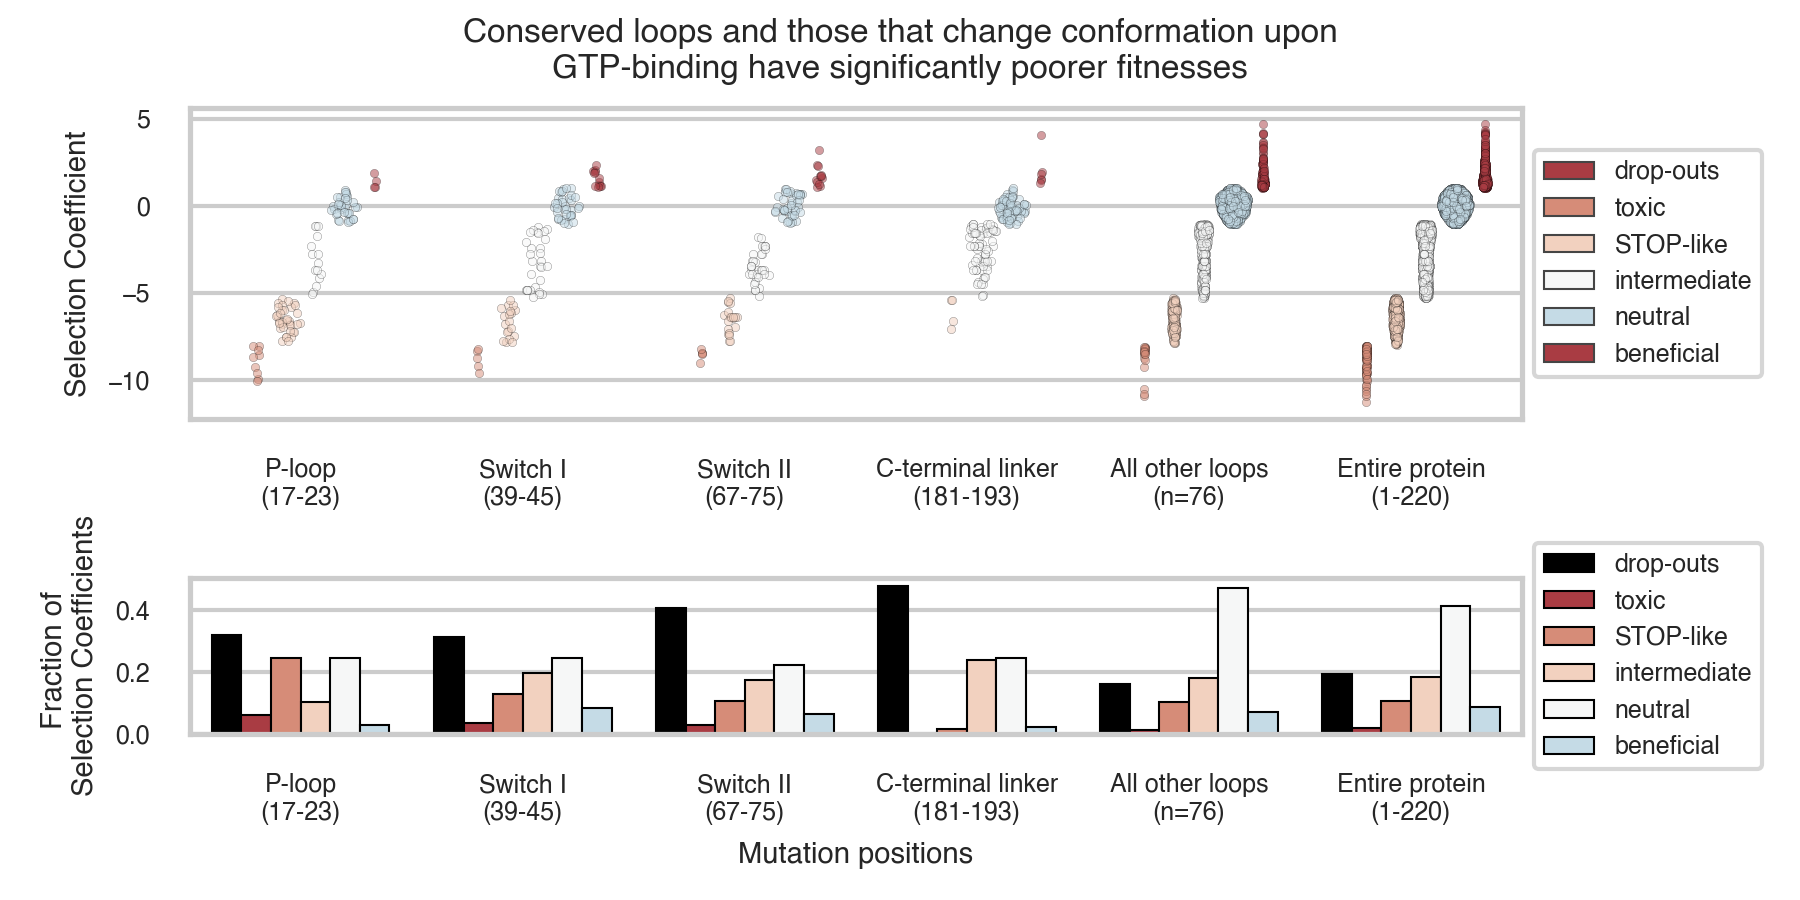 Conserved loops and those that change conformation upon
GTP-binding have significantly poorer fitnesses
Selection Coefficient
5
0
−5
−10
drop-outs
toxic
STOP-like
intermediate
neutral
beneficial
P-loop
(17-23)
Switch I
(39-45)
Switch II
(67-75)
C-terminal linker
(181-193)
All other loops
(n=76)
Entire protein
(1-220)
Fraction of
Selection Coefficients
0.4
0.2
0.0
drop-outs
toxic
STOP-like
intermediate
neutral
beneficial
P-loop
(17-23)
Switch I
(39-45)
Switch II
(67-75)
C-terminal linker
(181-193)
All other loops
(n=76)
Entire protein
(1-220)
Mutation positions